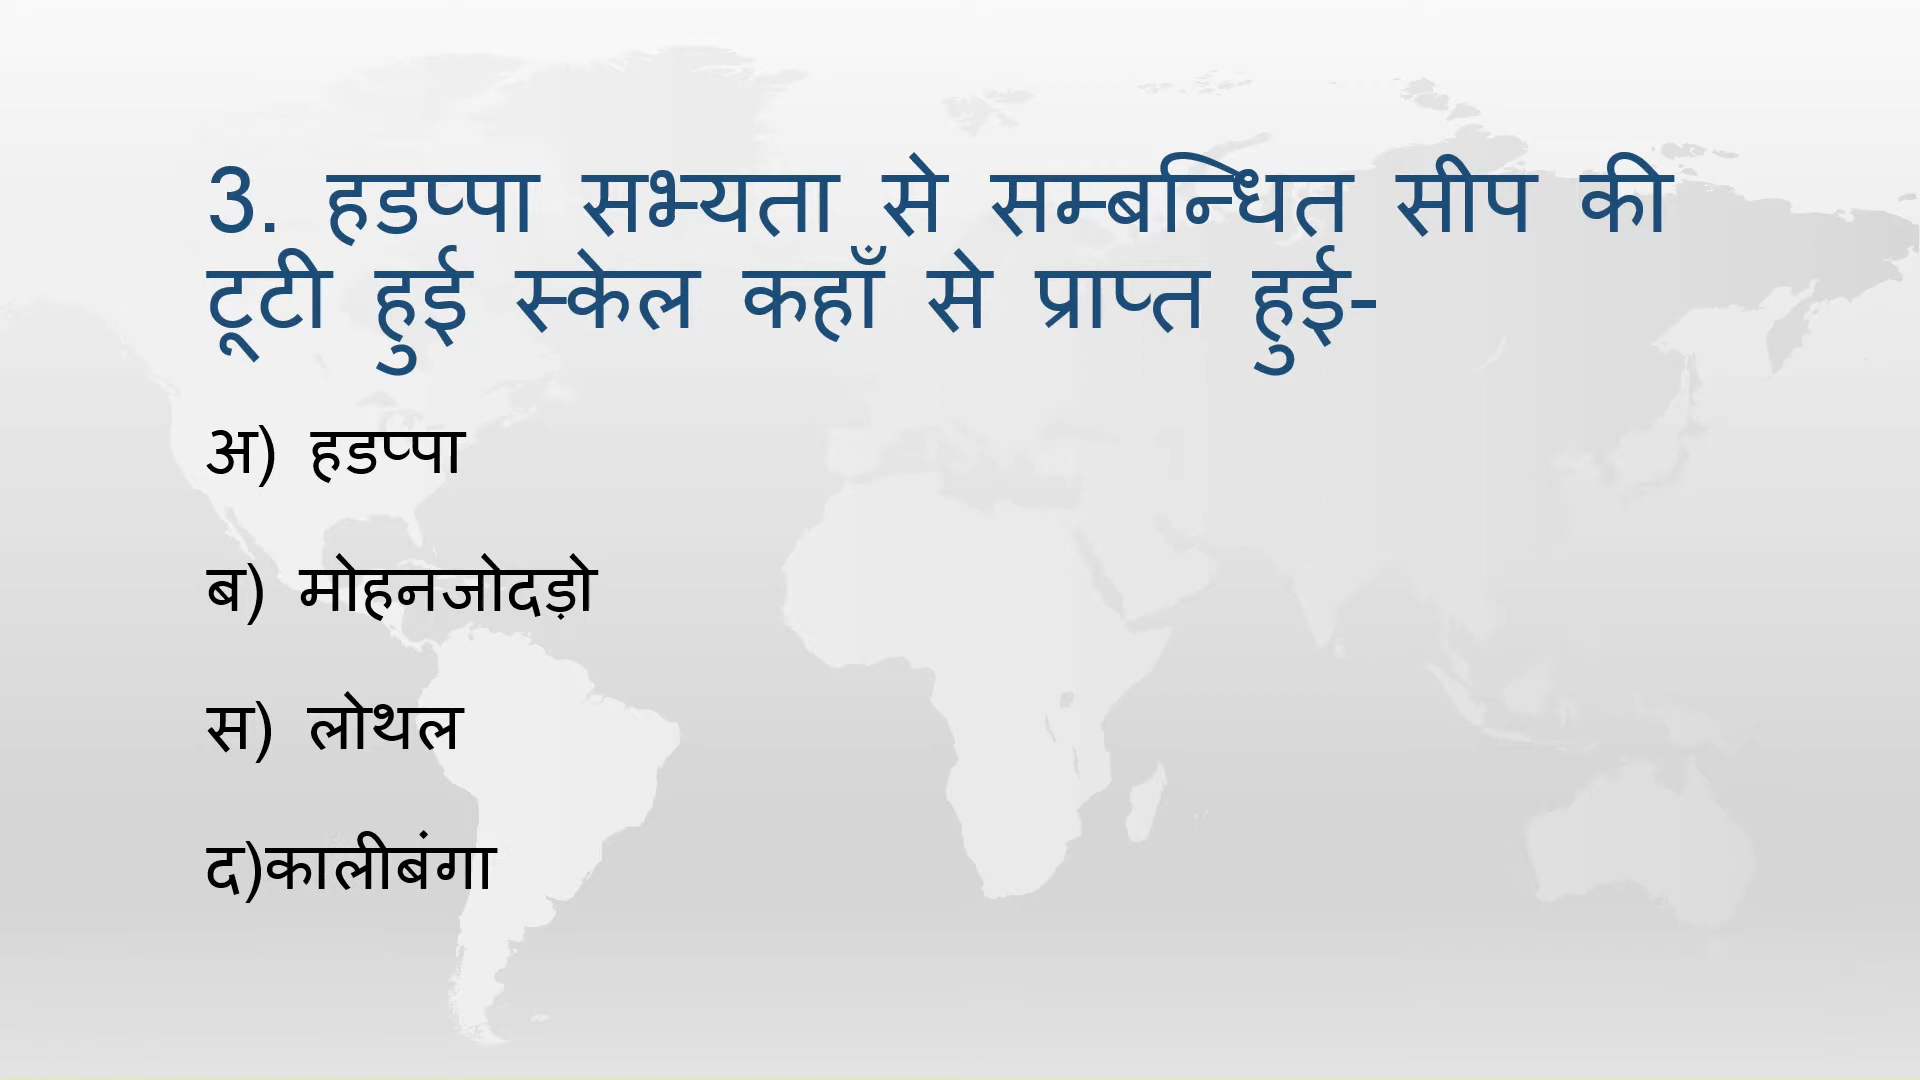 3. हडप्पा सभ्यता से सम्बन्धित सीप की
टूटी हुई स्केल कहाँ से प्राप्त हुई-
अ) हडप्पा
ब) मोहनजोदड़ो
स) लोथल
द)कालीबंगा